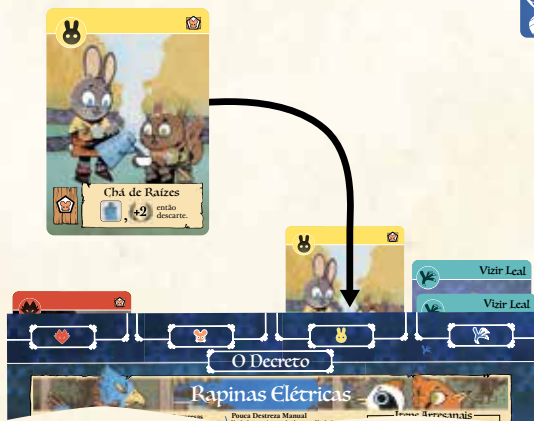 Chá de Raízes
, +2 então
descarte.
Vizir Leal
Vizir Leal
O Decreto
Rapinas Elétricas
Pouca Destreza Manual
Itens Artesanais